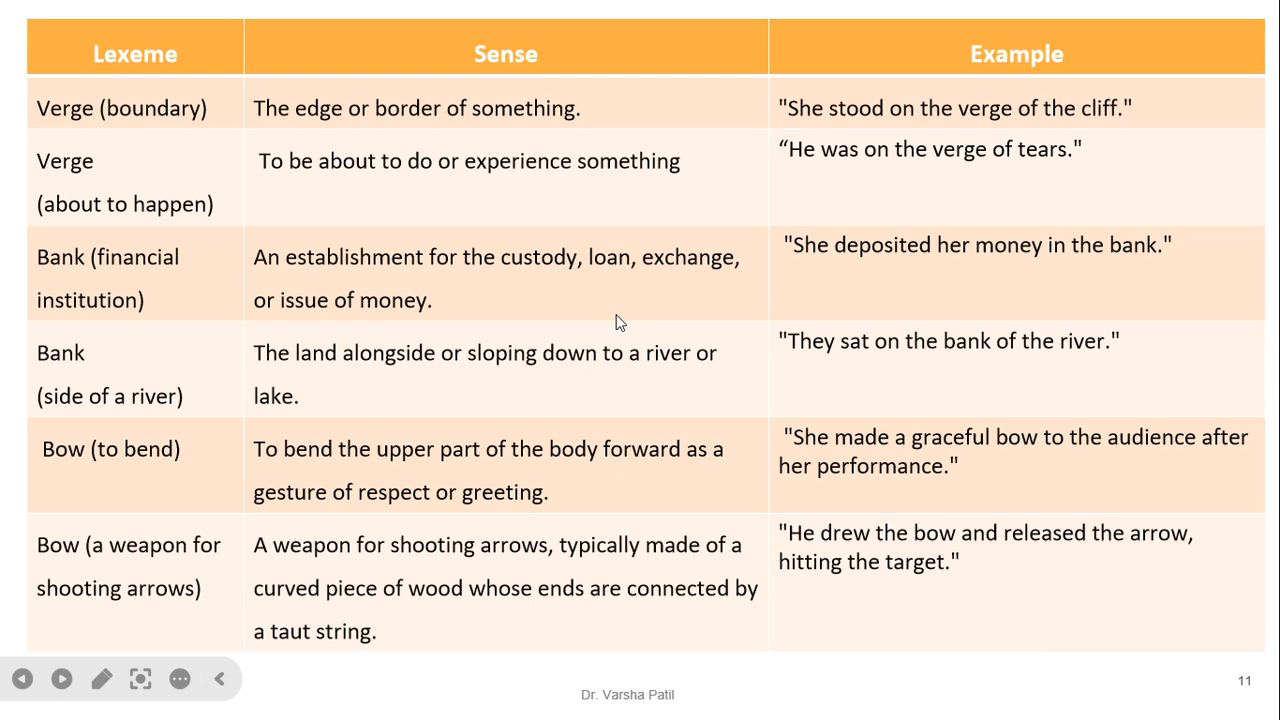 Lexeme
Sense
Example
Verge (boundary)
The edge or border of something.
"She stood on the verge of the cliff."
Verge
(about to happen)
To be about to do or experience something
“He was on the verge of tears."
Bank (financial
institution)
An establishment for the custody, loan, exchange,
or issue of money.
"She deposited her money in the bank."
Bank
(side of a river)
The land alongside or sloping down to a river or
lake.
"They sat on the bank of the river."
Bow (to bend)
To bend the upper part of the body forward as a
gesture of respect or greeting.
"She made a graceful bow to the audience after
her performance."
Bow (a weapon for
shooting arrows)
A weapon for shooting arrows, typically made of a
curved piece of wood whose ends are connected by
a taut string.
"He drew the bow and released the arrow,
hitting the target."
Dr. Varsha Patil
11